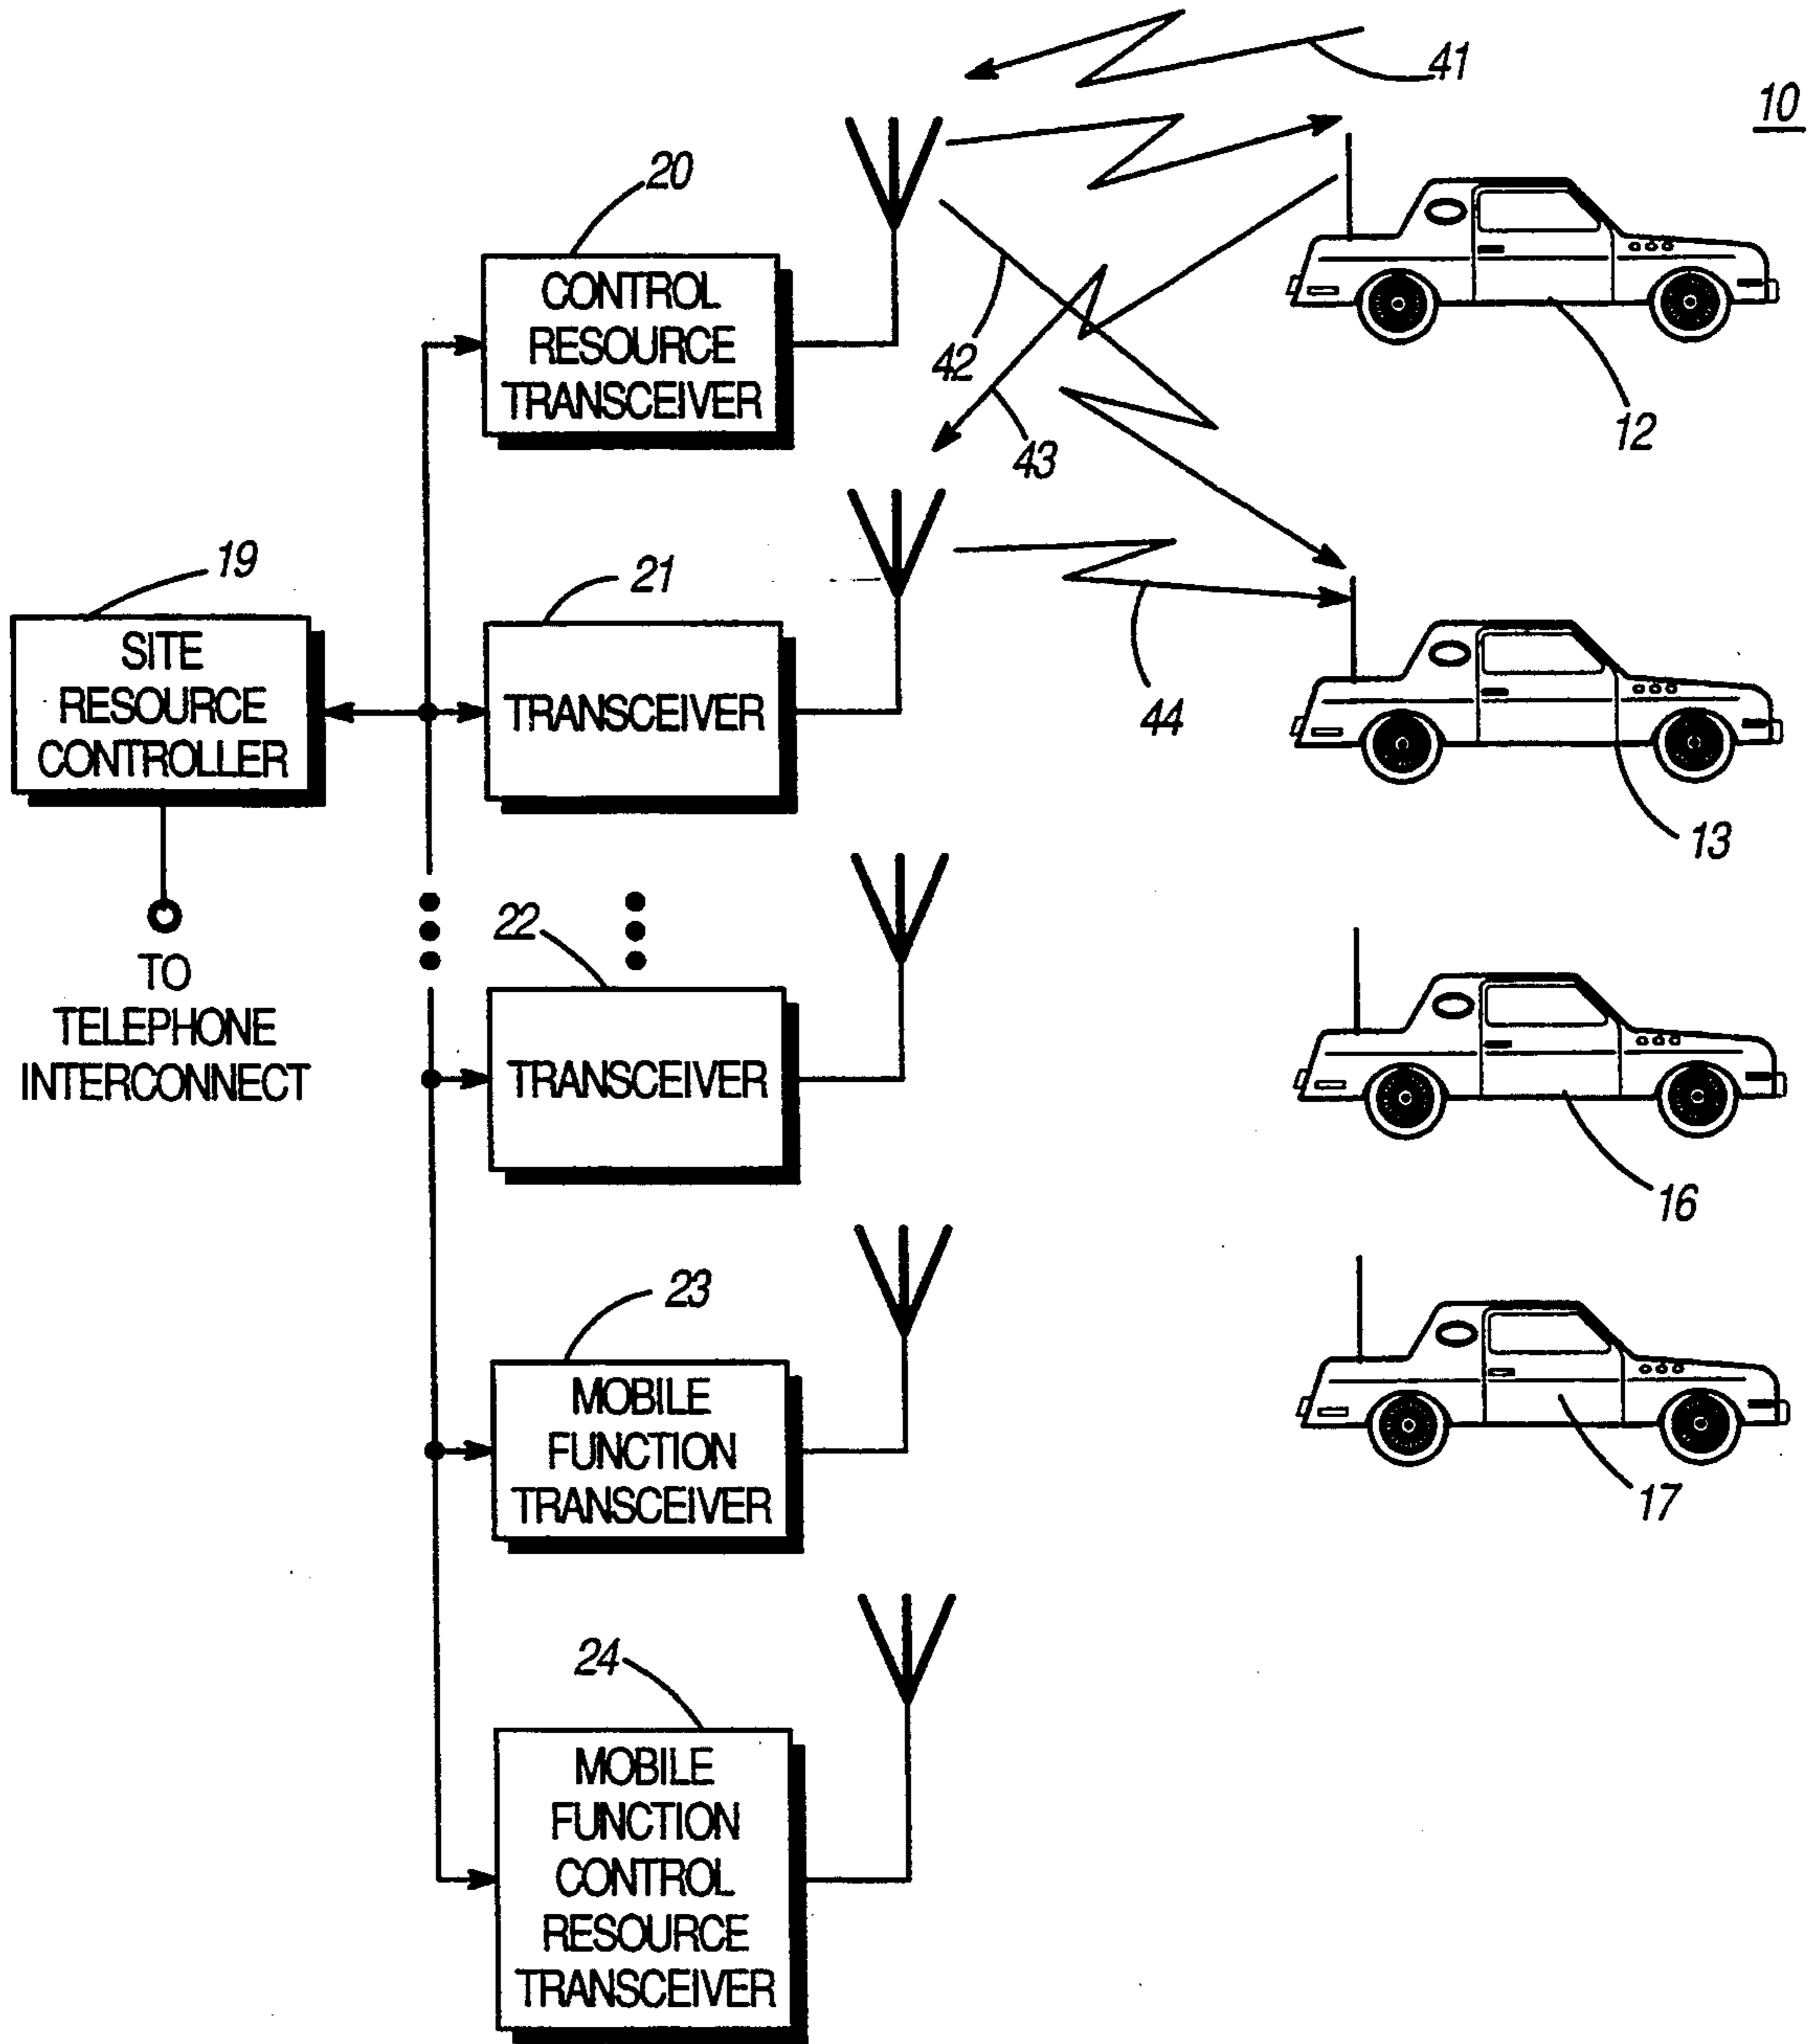 41
10
20
CONTROL
RESOURCE
TRANSCEIVER
42
43
12
19
SITE
RESOURCE
CONTROLLER
21
TRANSCEIVER
44
13
TO
TELEPHONE
INTERCONNECT
22
TRANSCEIVER
16
23
MOBILE
FUNCTION
TRANSCEIVER
17
24
MOBILE
FUNCTION
CONTROL
RESOURCE
TRANSCEIVER